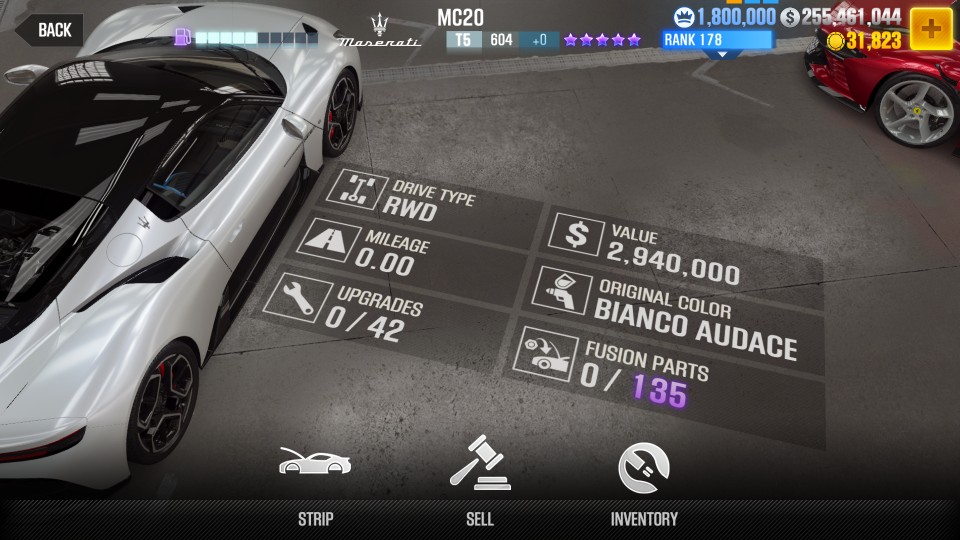 BACK
Maserati
MC20
T5 604 +0
1,800,000
$ 255,461,044
RANK 178
31,823
DRIVE TYPE
RWD
MILEAGE
0.00
UPGRADES
0/42
$ VALUE
2,940,000
ORIGINAL COLOR
BIANCO AUDACE
FUSION PARTS
0/135
STRIP
SELL
INVENTORY